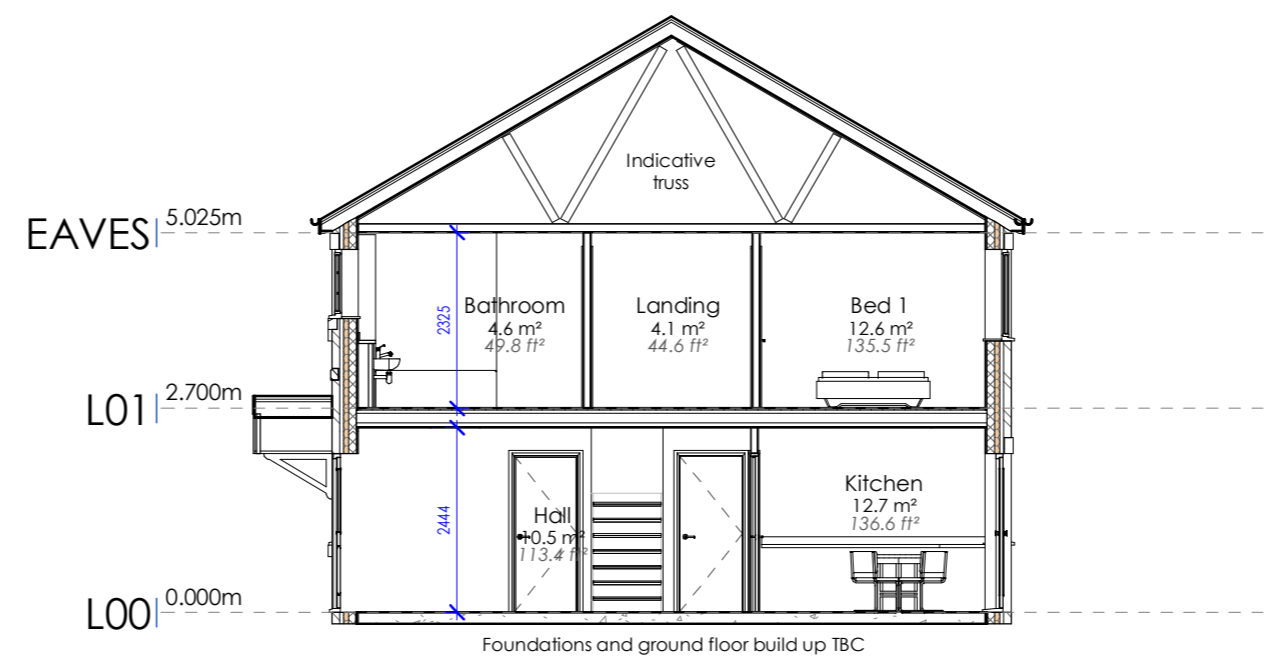 Indicative
truss
EAVES 5.025m
2325
Bathroom
4.6 m²
49.8 ft²
Landing
4.1 m²
44.6 ft²
Bed 1
12.6 m²
135.5 ft²
L01 2.700m
2444
Hall
10.5 m²
113.4 ft²
Kitchen
12.7 m²
136.6 ft²
L00 0.000m
Foundations and ground floor build up TBC